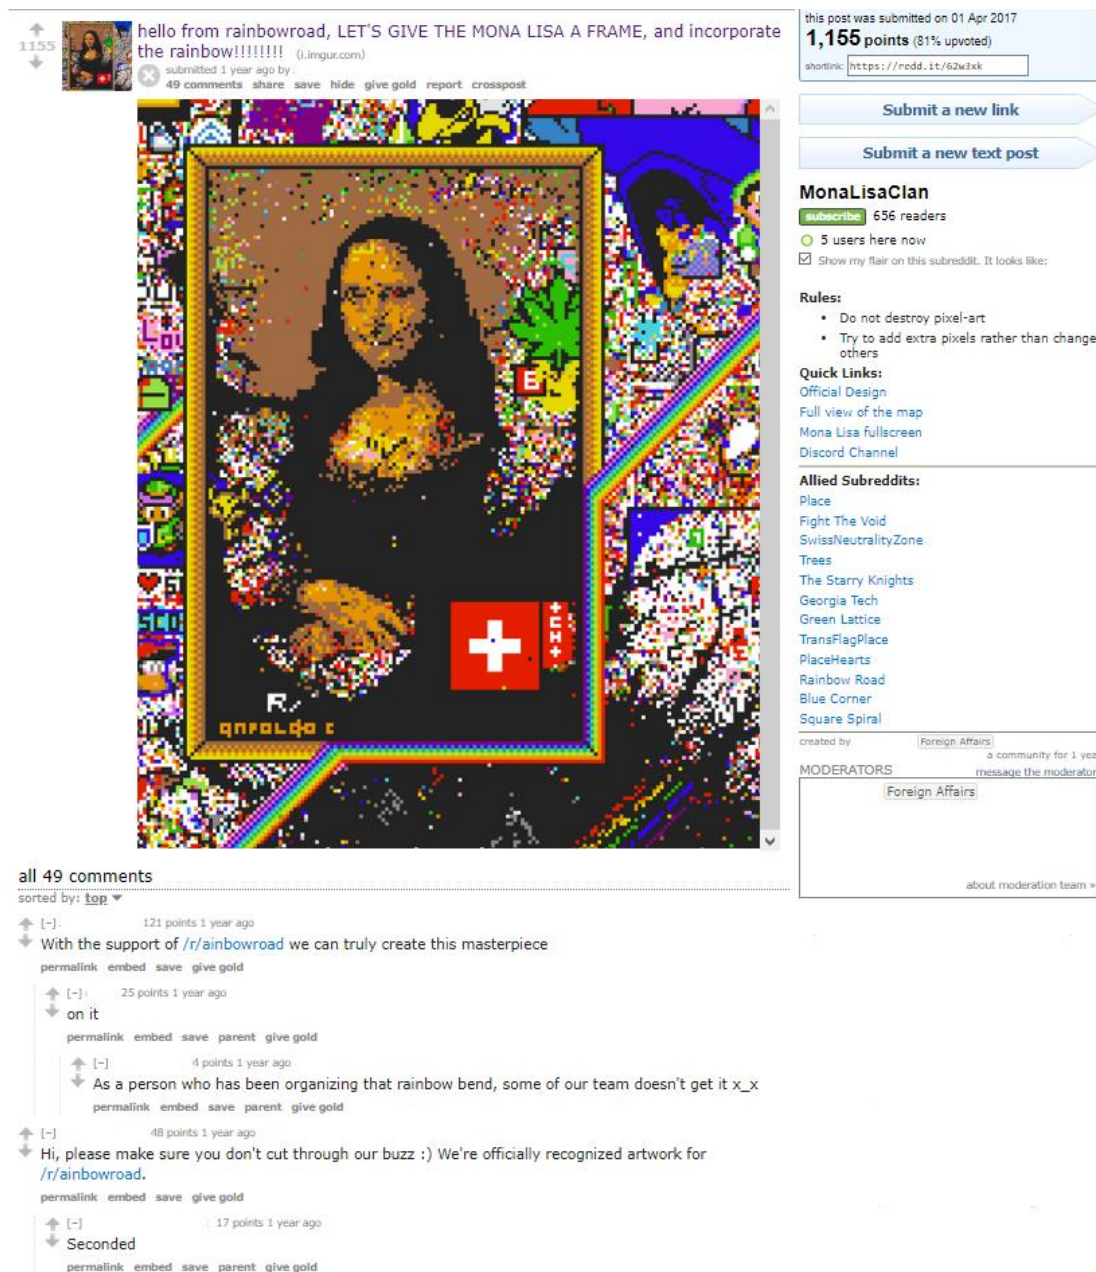 hello from rainbowroad, LET'S GIVE THE MONA LISA A FRAME, and incorporate
the rainbow!!!!!!!! (i.imgur.com)
1155
submitted 1 year ago by
49 comments share save hide give gold report crosspost
B
+CH+
R/
all 49 comments
sorted by: top
[-] 121 points 1 year ago
With the support of /r/ainbowroad we can truly create this masterpiece
permalink embed save give gold
[-] 25 points 1 year ago
on it
permalink embed save parent give gold
[-] 4 points 1 year ago
As a person who has been organizing that rainbow bend, some of our team doesn't get it x_x
permalink embed save parent give gold
[-] 48 points 1 year ago
Hi, please make sure you don't cut through our buzz :) We're officially recognized artwork for
/r/ainbowroad.
permalink embed save give gold
[-] 17 points 1 year ago
Seconded
permalink embed save parent give gold
this post was submitted on 01 Apr 2017
1,155 points (81% upvoted)
shortlink: https://redd.it/62w3xk
Submit a new link
Submit a new text post
MonaLisaClan
subscribe 656 readers
5 users here now
Show my flair on this subreddit. It looks like:
Rules:
Do not destroy pixel-art
Try to add extra pixels rather than change
others
Quick Links:
Official Design
Full view of the map
Mona Lisa fullscreen
Discord Channel
Allied Subreddits:
Place
Fight The Void
SwissNeutralityZone
Trees
The Starry Knights
Georgia Tech
Green Lattice
TransFlagPlace
PlaceHearts
Rainbow Road
Blue Corner
Square Spiral
created by Foreign Affairs
a community for 1 yea
MODERATORS message the moderator
Foreign Affairs
about moderation team »